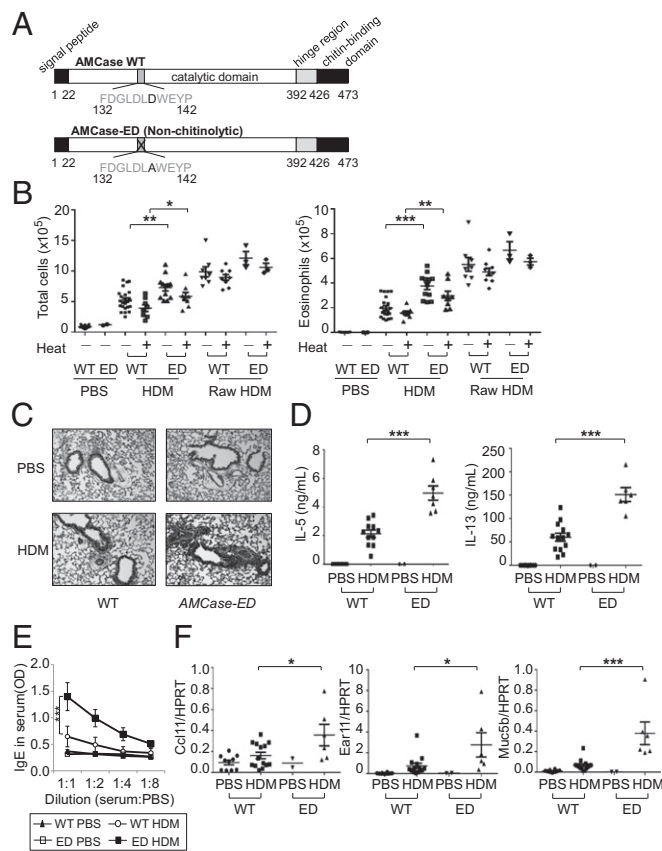 A
signal peptide
AMCase WT
hinge region
chitin-binding
domain
catalytic domain
1 22 392 426 473
FDGLDLDWEYP
132 142
AMCase-ED (Non-chitinolytic)
1 22 392 426 473
FDGLDLAWEYP
132 142
B
Total cells (x10⁵)
20
15
10
5
0
** *
Heat − − − + − + − + − +
WT ED WT ED WT ED
PBS HDM Raw HDM
Eosinophils (x10⁵)
10
8
6
4
2
0
*** **
− − − + − + − + − +
WT ED WT ED WT ED
PBS HDM Raw HDM
C
PBS
HDM
WT AMCase-ED
D
IL-5 (ng/mL)
8
6
4
2
0
***
PBS HDM PBS HDM
WT ED
IL-13 (ng/mL)
250
200
150
100
50
0
***
PBS HDM PBS HDM
WT ED
E
IgE in serum(OD)
2.0
1.5
1.0
0.5
0.0
***
1:1 1:2 1:4 1:8
Dilution (serum:PBS)
WT PBS WT HDM
ED PBS ED HDM
F
Ccl11/HPRT
1.0
0.8
0.6
0.4
0.2
0.0
*
PBS HDM PBS HDM
WT ED
Ear11/HPRT
10
8
6
4
2
0
*
PBS HDM PBS HDM
WT ED
Muc5b/HPRT
1.0
0.8
0.6
0.4
0.2
0.0
***
PBS HDM PBS HDM
WT ED